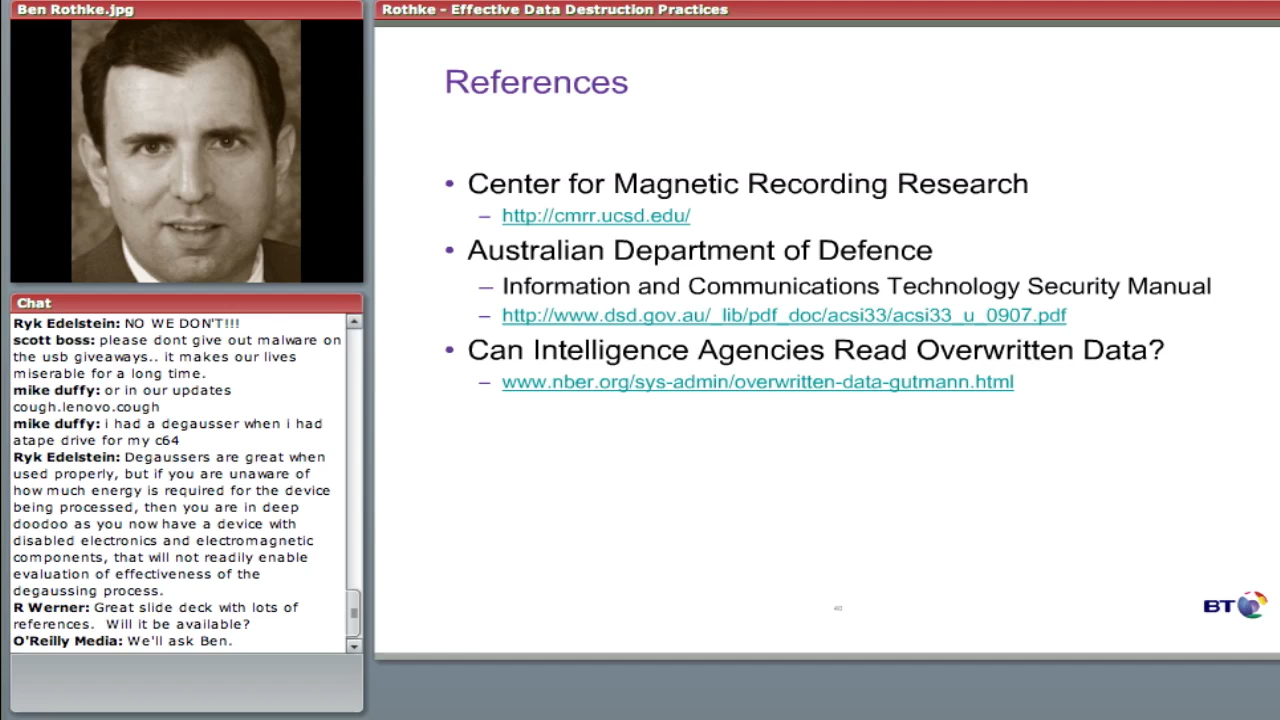 Ben Rothke.jpg
Chat
Ryk Edelstein: NO WE DON'T!!!
scott boss: please dont give out malware on
the usb giveaways.. it makes our lives
miserable for a long time.
mike duffy: or in our updates
cough.lenovo.cough
mike duffy: i had a degausser when i had
atape drive for my c64
Ryk Edelstein: Degaussers are great when
used properly, but if you are unaware of
how much energy is required for the device
being processed, then you are in deep
doodoo as you now have a device with
disabled electronics and electromagnetic
components, that will not readily enable
evaluation of effectiveness of the
degaussing process.
R Werner: Great slide deck with lots of
references.  Will it be available?
O'Reilly Media: We'll ask Ben.
Rothke - Effective Data Destruction Practices
References
• Center for Magnetic Recording Research
– http://cmrr.ucsd.edu/
• Australian Department of Defence
– Information and Communications Technology Security Manual
– http://www.dsd.gov.au/_lib/pdf_doc/acsi33/acsi33_u_0907.pdf
• Can Intelligence Agencies Read Overwritten Data?
– www.nber.org/sys-admin/overwritten-data-gutmann.html
40
BT